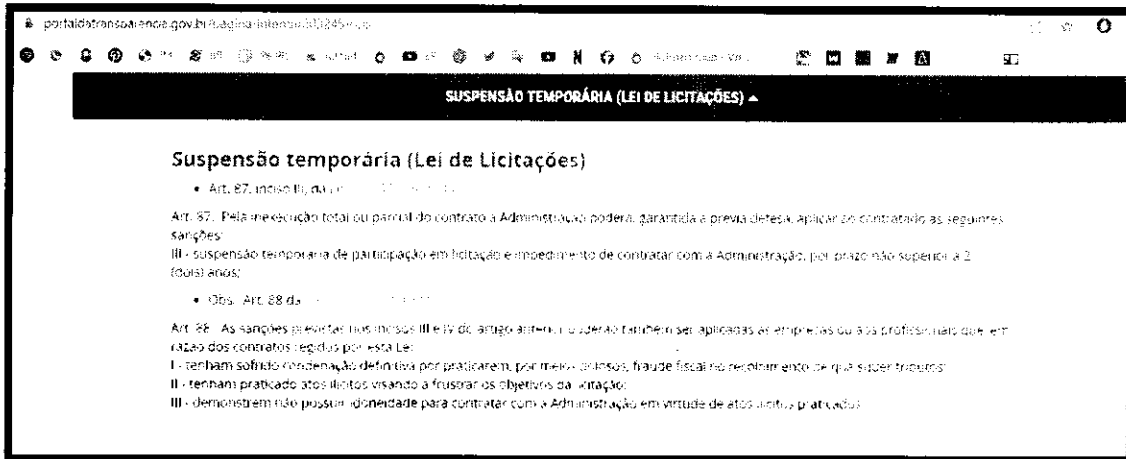 portaldatransparencia.gov.br
SUSPENSÃO TEMPORÁRIA (LEI DE LICITAÇÕES)
Suspensão temporária (Lei de Licitações)
• Art. 87, inciso III, da
Art. 87. Pela inexecução total ou parcial do contrato a Administração poderá, garantida a prévia defesa, aplicar ao contratado as seguintes
sanções:
III - suspensão temporária de participação em licitação e impedimento de contratar com a Administração, por prazo não superior a 2
(dois) anos;
• Obs. Art. 88 da
Art. 88. As sanções previstas nos incisos III e IV do artigo anterior poderão também ser aplicadas às empresas ou aos profissionais que, em
razão dos contratos regidos por esta Lei:
I - tenham sofrido condenação definitiva por praticarem, por meios dolosos, fraude fiscal no recolhimento de quaisquer tributos;
II - tenham praticado atos ilícitos visando a frustrar os objetivos da licitação;
III - demonstrem não possuir idoneidade para contratar com a Administração em virtude de atos ilícitos praticados